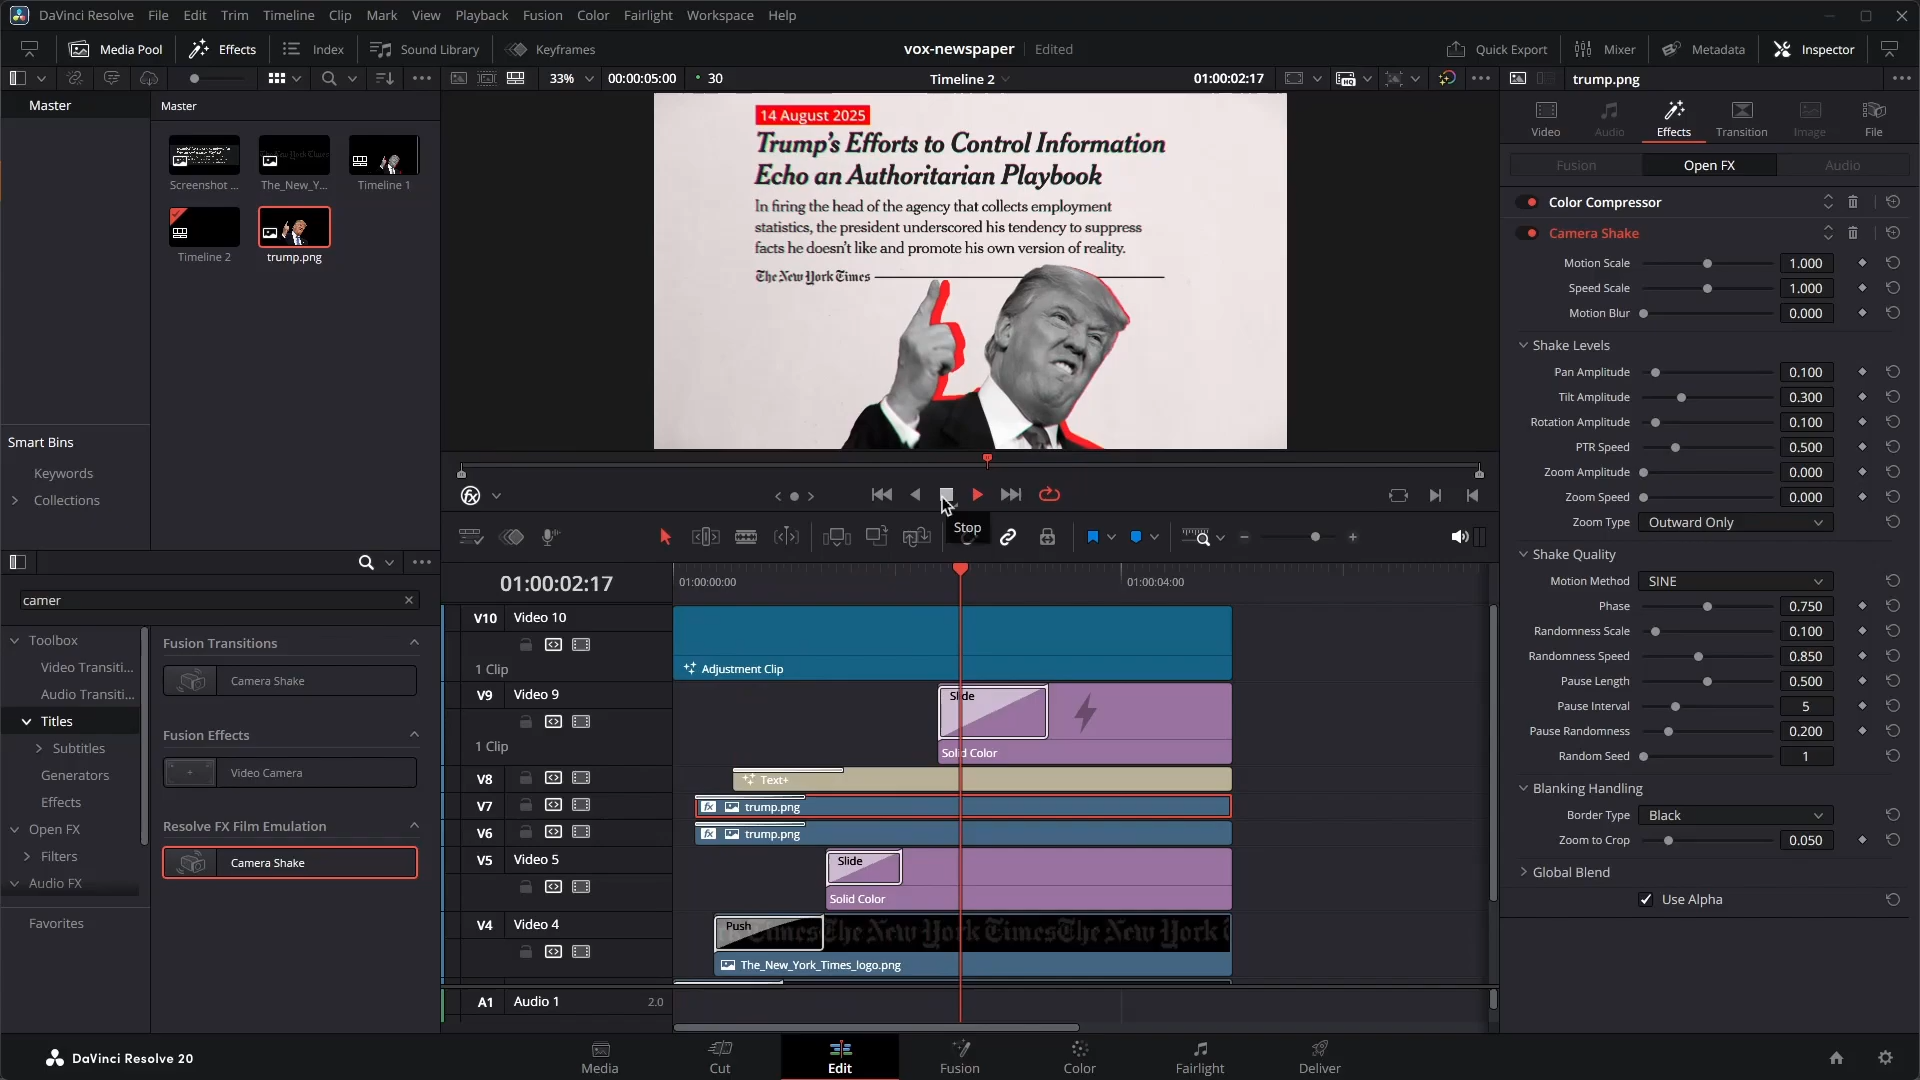 DaVinci Resolve File Edit Trim Timeline Clip Mark View Playback Fusion Color Fairlight Workspace Help
Media Pool Effects Index Sound Library Keyframes vox-newspaper Edited Quick Export Mixer Metadata Inspector
33% 00:00:05:00 30 Timeline 2 01:00:02:17 trump.png
Master
Master
Screenshot ...
The_New_Y...
Timeline 1
Timeline 2
trump.png
Smart Bins
Keywords
Collections
14 August 2025
Trump's Efforts to Control Information
Echo an Authoritarian Playbook
In firing the head of the agency that collects employment
statistics, the president underscored his tendency to suppress
facts he doesn't like and promote his own version of reality.
The New York Times
Stop
camer
Toolbox
Video Transiti...
Audio Transiti...
Titles
Subtitles
Generators
Effects
Open FX
Filters
Audio FX
Favorites
Fusion Transitions
Camera Shake
Fusion Effects
Video Camera
Resolve FX Film Emulation
Camera Shake
01:00:02:17
01:00:00:00
01:00:04:00
V10 Video 10
1 Clip
Adjustment Clip
V9 Video 9
1 Clip
Slide
Solid Color
V8
Text+
V7
fx trump.png
V6
fx trump.png
V5 Video 5
Slide
Solid Color
V4 Video 4
Push
Times The New York Times The New York
The_New_York_Times_logo.png
A1 Audio 1 2.0
Video Audio Effects Transition Image File
Fusion Open FX Audio
Color Compressor
Camera Shake
Motion Scale 1.000
Speed Scale 1.000
Motion Blur 0.000
Shake Levels
Pan Amplitude 0.100
Tilt Amplitude 0.300
Rotation Amplitude 0.100
PTR Speed 0.500
Zoom Amplitude 0.000
Zoom Speed 0.000
Zoom Type Outward Only
Shake Quality
Motion Method SINE
Phase 0.750
Randomness Scale 0.100
Randomness Speed 0.850
Pause Length 0.500
Pause Interval 5
Pause Randomness 0.200
Random Seed 1
Blanking Handling
Border Type Black
Zoom to Crop 0.050
Global Blend
Use Alpha
DaVinci Resolve 20
Media Cut Edit Fusion Color Fairlight Deliver